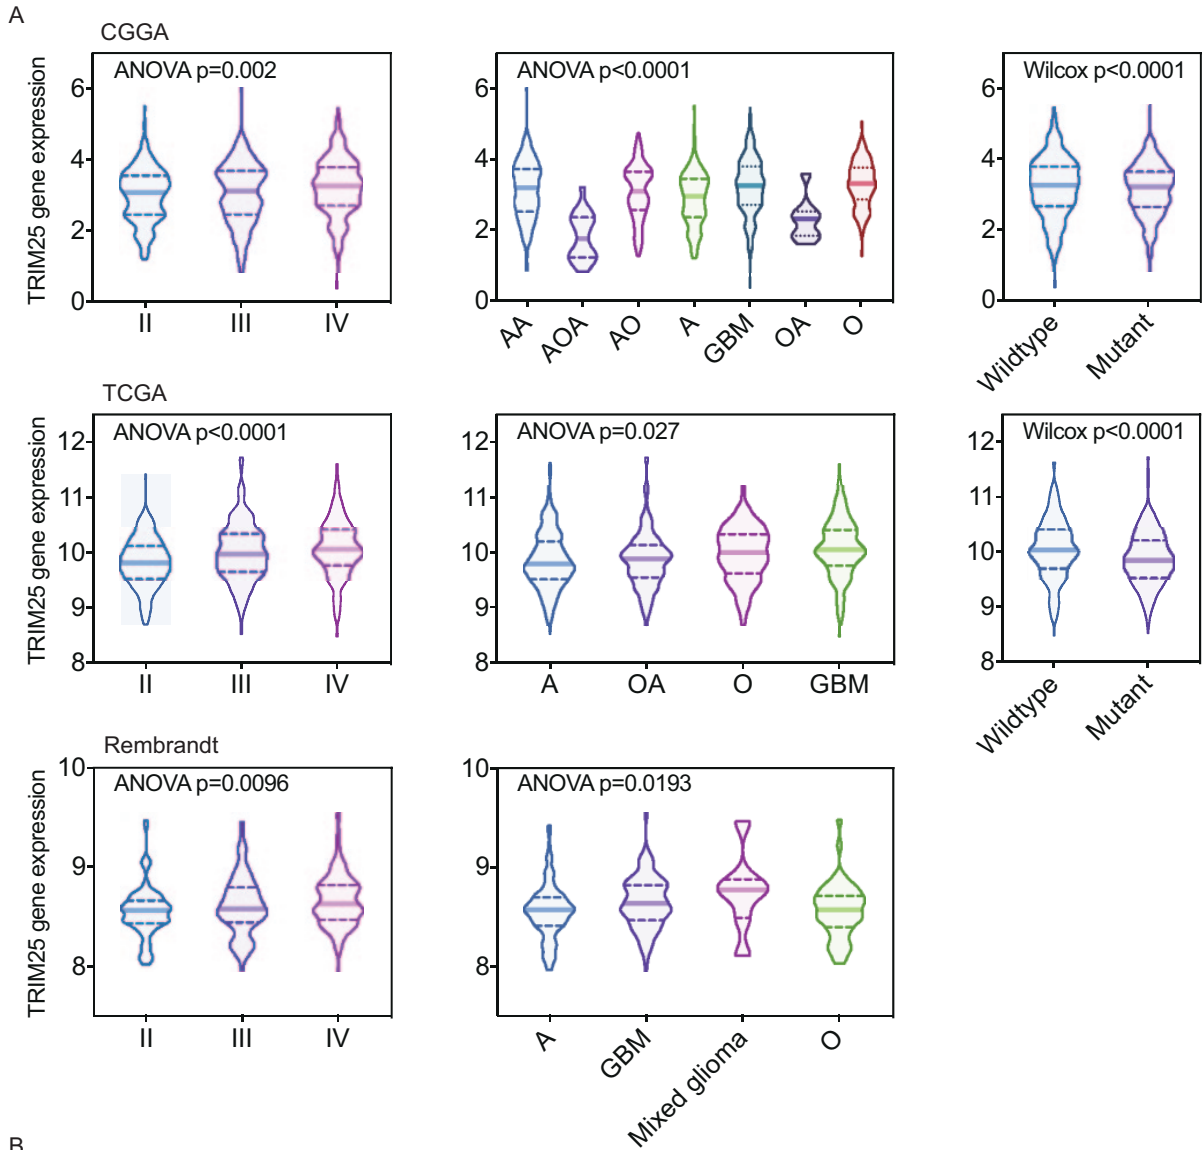 A
CGGA
TRIM25 gene expression
ANOVA p=0.002
6
4
2
0
II III IV
ANOVA p<0.0001
6
4
2
0
AA AOA AO A GBM OA O
Wilcox p<0.0001
6
4
2
0
Wildtype Mutant
TCGA
TRIM25 gene expression
ANOVA p<0.0001
12
11
10
9
8
II III IV
ANOVA p=0.027
12
11
10
9
8
A OA O GBM
Wilcox p<0.0001
12
11
10
9
8
Wildtype Mutant
Rembrandt
TRIM25 gene expression
10
ANOVA p=0.0096
9
8
II III IV
10
ANOVA p=0.0193
9
8
A GBM Mixed glioma O
B